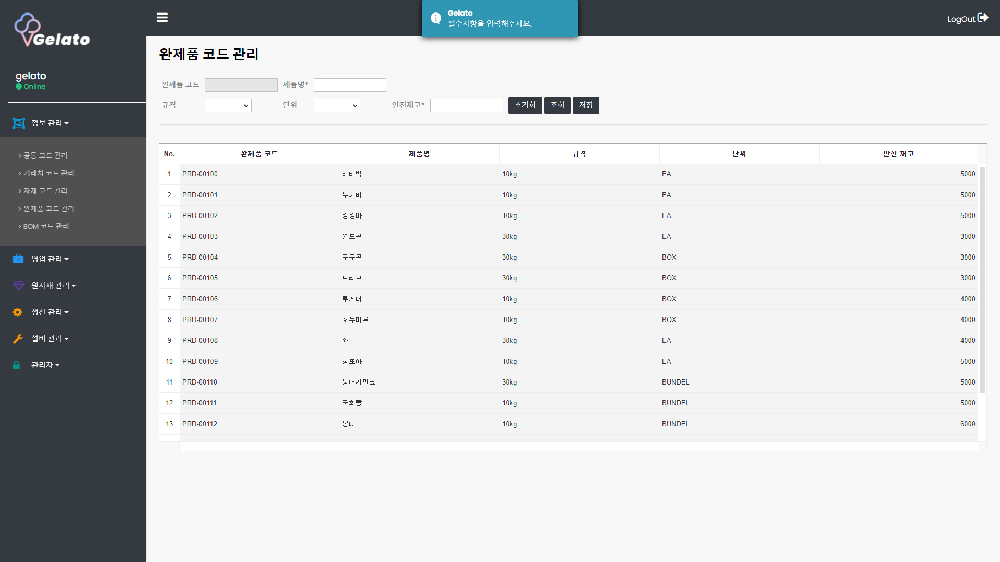 Gelato
gelato
Online
정보 관리
> 공통 코드 관리
> 거래처 코드 관리
> 자재 코드 관리
> 완제품 코드 관리
> BOM 코드 관리
영업 관리
원자재 관리
생산 관리
설비 관리
관리자
Gelato
필수사항을 입력해주세요.
LogOut
완제품 코드 관리
완제품 코드 제품명*
규격 단위 안전재고* 초기화 조회 저장
No. 완제품 코드 제품명 규격 단위 안전 재고
1 PRD-00100 비비빅 10kg EA 5000
2 PRD-00101 누가바 10kg EA 5000
3 PRD-00102 쌍쌍바 10kg EA 5000
4 PRD-00103 월드콘 30kg EA 3000
5 PRD-00104 구구콘 30kg BOX 3000
6 PRD-00105 브라보 30kg BOX 3000
7 PRD-00106 투게더 10kg BOX 4000
8 PRD-00107 호두마루 10kg BOX 4000
9 PRD-00108 와 30kg EA 4000
10 PRD-00109 빵또아 10kg EA 5000
11 PRD-00110 붕어싸만코 30kg BUNDEL 5000
12 PRD-00111 국화빵 10kg BUNDEL 5000
13 PRD-00112 뽕따 10kg BUNDEL 6000